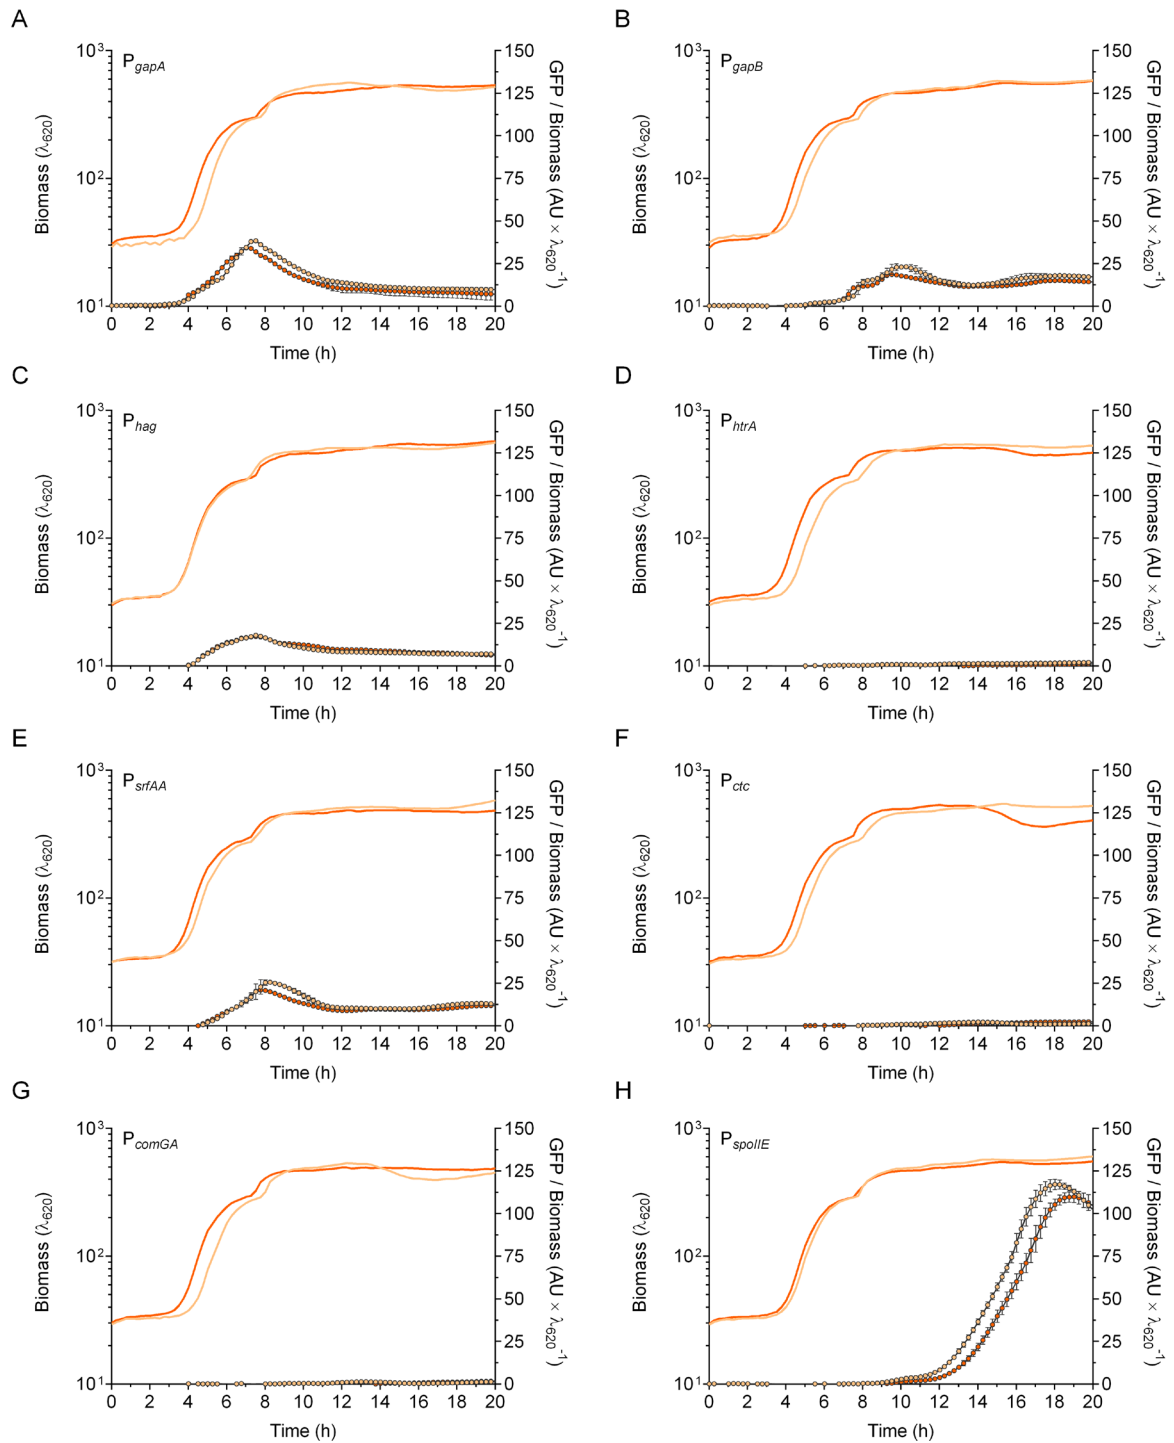 A
P gapA
10³
10²
10¹
Biomass (λ620)
150
125
100
75
50
25
0
GFP / Biomass (AU × λ620⁻¹)
0 2 4 6 8 10 12 14 16 18 20
Time (h)
B
P gapB
10³
10²
10¹
Biomass (λ620)
150
125
100
75
50
25
0
GFP / Biomass (AU × λ620⁻¹)
0 2 4 6 8 10 12 14 16 18 20
Time (h)
C
P hag
10³
10²
10¹
Biomass (λ620)
150
125
100
75
50
25
0
GFP / Biomass (AU × λ620⁻¹)
0 2 4 6 8 10 12 14 16 18 20
Time (h)
D
P htrA
10³
10²
10¹
Biomass (λ620)
150
125
100
75
50
25
0
GFP / Biomass (AU × λ620⁻¹)
0 2 4 6 8 10 12 14 16 18 20
Time (h)
E
P srfAA
10³
10²
10¹
Biomass (λ620)
150
125
100
75
50
25
0
GFP / Biomass (AU × λ620⁻¹)
0 2 4 6 8 10 12 14 16 18 20
Time (h)
F
P ctc
10³
10²
10¹
Biomass (λ620)
150
125
100
75
50
25
0
GFP / Biomass (AU × λ620⁻¹)
0 2 4 6 8 10 12 14 16 18 20
Time (h)
G
P comGA
10³
10²
10¹
Biomass (λ620)
150
125
100
75
50
25
0
GFP / Biomass (AU × λ620⁻¹)
0 2 4 6 8 10 12 14 16 18 20
Time (h)
H
P spoIIE
10³
10²
10¹
Biomass (λ620)
150
125
100
75
50
25
0
GFP / Biomass (AU × λ620⁻¹)
0 2 4 6 8 10 12 14 16 18 20
Time (h)